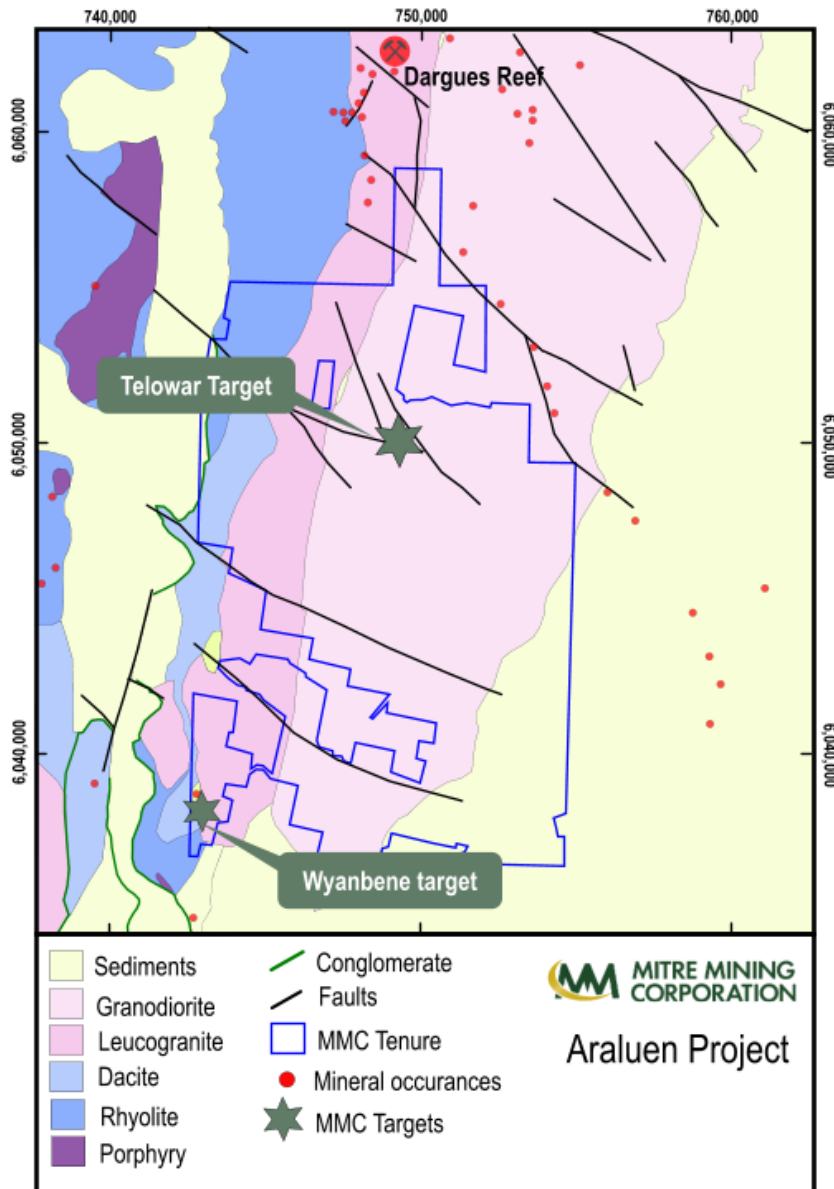 740,000
750,000
760,000
Dargues Reef
6,060,000
6,060,000
Telowar Target
6,050,000
6,050,000
6,040,000
6,040,000
Wyanbene target
Sediments
Granodiorite
Leucogranite
Dacite
Rhyolite
Porphyry
Conglomerate
Faults
MMC Tenure
Mineral occurances
MMC Targets
MM MITRE MINING
CORPORATION
Araluen Project